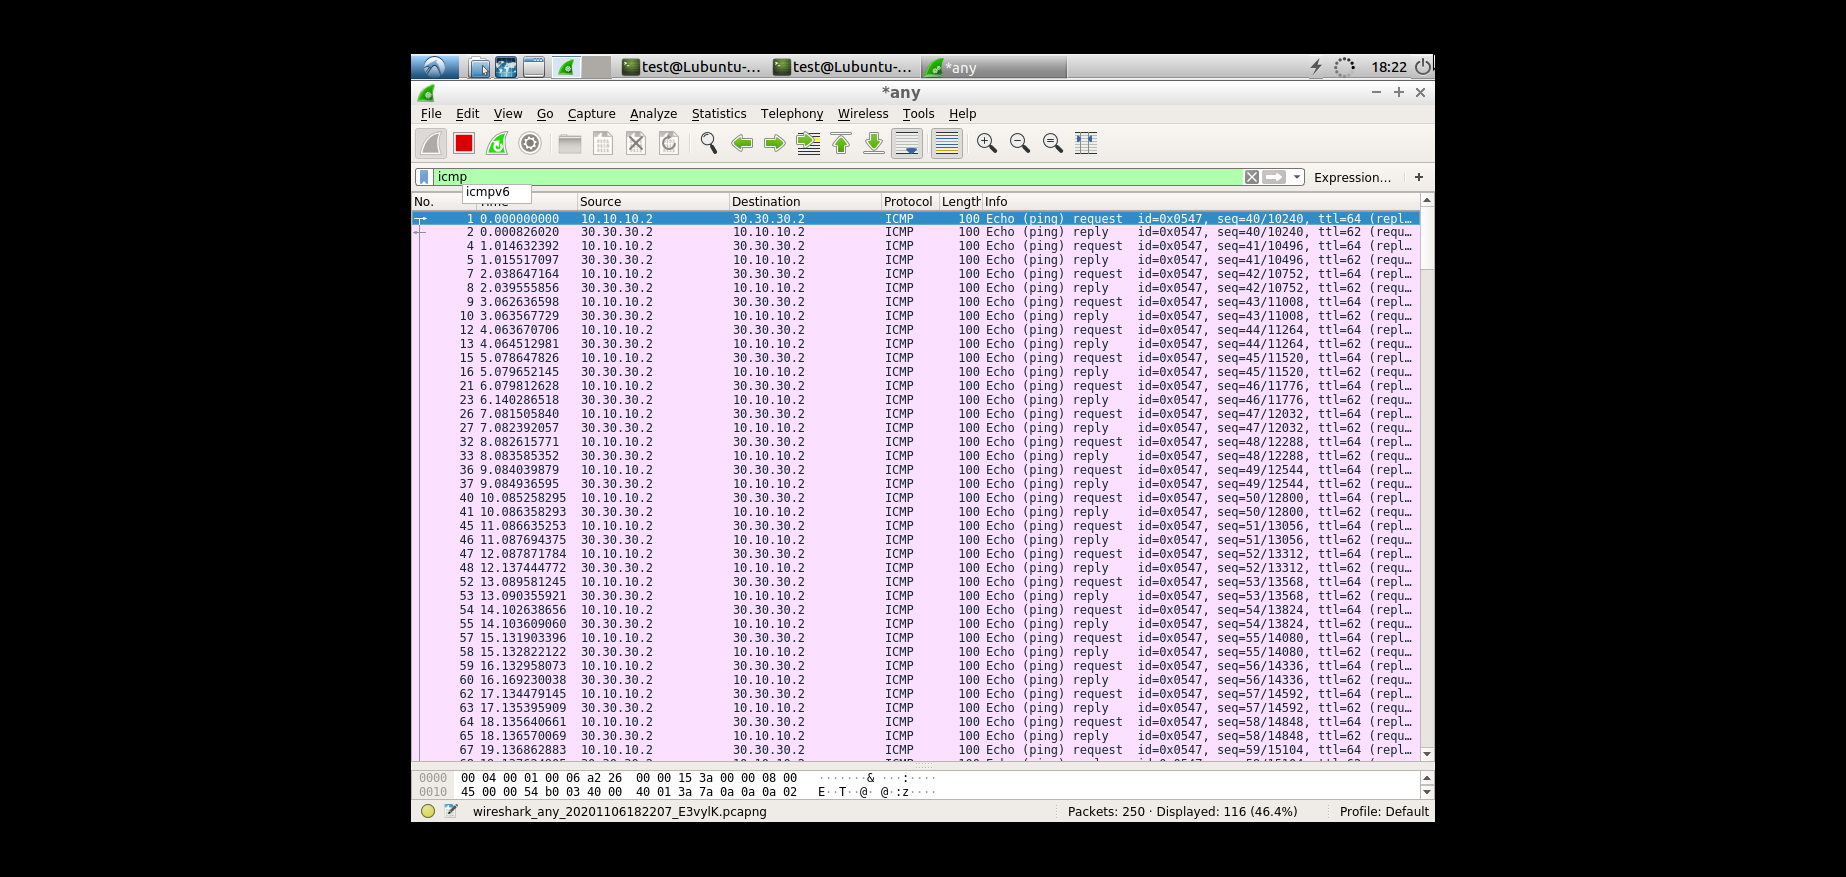 test@Lubuntu-... test@Lubuntu-... *any 18:22
*any
File Edit View Go Capture Analyze Statistics Telephony Wireless Tools Help
icmp Expression... +
icmpv6
No. Source Destination Protocol Length Info
1 0.000000000 10.10.10.2 30.30.30.2 ICMP 100 Echo (ping) request id=0x0547, seq=40/10240, ttl=64 (repl…
2 0.000826020 30.30.30.2 10.10.10.2 ICMP 100 Echo (ping) reply id=0x0547, seq=40/10240, ttl=62 (requ…
4 1.014632392 10.10.10.2 30.30.30.2 ICMP 100 Echo (ping) request id=0x0547, seq=41/10496, ttl=64 (repl…
5 1.015517097 30.30.30.2 10.10.10.2 ICMP 100 Echo (ping) reply id=0x0547, seq=41/10496, ttl=62 (requ…
7 2.038647164 10.10.10.2 30.30.30.2 ICMP 100 Echo (ping) request id=0x0547, seq=42/10752, ttl=64 (repl…
8 2.039555856 30.30.30.2 10.10.10.2 ICMP 100 Echo (ping) reply id=0x0547, seq=42/10752, ttl=62 (requ…
9 3.062636598 10.10.10.2 30.30.30.2 ICMP 100 Echo (ping) request id=0x0547, seq=43/11008, ttl=64 (repl…
10 3.063567729 30.30.30.2 10.10.10.2 ICMP 100 Echo (ping) reply id=0x0547, seq=43/11008, ttl=62 (requ…
12 4.063670706 10.10.10.2 30.30.30.2 ICMP 100 Echo (ping) request id=0x0547, seq=44/11264, ttl=64 (repl…
13 4.064512981 30.30.30.2 10.10.10.2 ICMP 100 Echo (ping) reply id=0x0547, seq=44/11264, ttl=62 (requ…
15 5.078647826 10.10.10.2 30.30.30.2 ICMP 100 Echo (ping) request id=0x0547, seq=45/11520, ttl=64 (repl…
16 5.079652145 30.30.30.2 10.10.10.2 ICMP 100 Echo (ping) reply id=0x0547, seq=45/11520, ttl=62 (requ…
21 6.079812628 10.10.10.2 30.30.30.2 ICMP 100 Echo (ping) request id=0x0547, seq=46/11776, ttl=64 (repl…
23 6.140286518 30.30.30.2 10.10.10.2 ICMP 100 Echo (ping) reply id=0x0547, seq=46/11776, ttl=62 (requ…
26 7.081505840 10.10.10.2 30.30.30.2 ICMP 100 Echo (ping) request id=0x0547, seq=47/12032, ttl=64 (repl…
27 7.082392057 30.30.30.2 10.10.10.2 ICMP 100 Echo (ping) reply id=0x0547, seq=47/12032, ttl=62 (requ…
32 8.082615771 10.10.10.2 30.30.30.2 ICMP 100 Echo (ping) request id=0x0547, seq=48/12288, ttl=64 (repl…
33 8.083585352 30.30.30.2 10.10.10.2 ICMP 100 Echo (ping) reply id=0x0547, seq=48/12288, ttl=62 (requ…
36 9.084039879 10.10.10.2 30.30.30.2 ICMP 100 Echo (ping) request id=0x0547, seq=49/12544, ttl=64 (repl…
37 9.084936595 30.30.30.2 10.10.10.2 ICMP 100 Echo (ping) reply id=0x0547, seq=49/12544, ttl=62 (requ…
40 10.085258295 10.10.10.2 30.30.30.2 ICMP 100 Echo (ping) request id=0x0547, seq=50/12800, ttl=64 (repl…
41 10.086358293 30.30.30.2 10.10.10.2 ICMP 100 Echo (ping) reply id=0x0547, seq=50/12800, ttl=62 (requ…
45 11.086635253 10.10.10.2 30.30.30.2 ICMP 100 Echo (ping) request id=0x0547, seq=51/13056, ttl=64 (repl…
46 11.087694375 30.30.30.2 10.10.10.2 ICMP 100 Echo (ping) reply id=0x0547, seq=51/13056, ttl=62 (requ…
47 12.087871784 10.10.10.2 30.30.30.2 ICMP 100 Echo (ping) request id=0x0547, seq=52/13312, ttl=64 (repl…
48 12.137444772 30.30.30.2 10.10.10.2 ICMP 100 Echo (ping) reply id=0x0547, seq=52/13312, ttl=62 (requ…
52 13.089581245 10.10.10.2 30.30.30.2 ICMP 100 Echo (ping) request id=0x0547, seq=53/13568, ttl=64 (repl…
53 13.090355921 30.30.30.2 10.10.10.2 ICMP 100 Echo (ping) reply id=0x0547, seq=53/13568, ttl=62 (requ…
54 14.102638656 10.10.10.2 30.30.30.2 ICMP 100 Echo (ping) request id=0x0547, seq=54/13824, ttl=64 (repl…
55 14.103609060 30.30.30.2 10.10.10.2 ICMP 100 Echo (ping) reply id=0x0547, seq=54/13824, ttl=62 (requ…
57 15.131903396 10.10.10.2 30.30.30.2 ICMP 100 Echo (ping) request id=0x0547, seq=55/14080, ttl=64 (repl…
58 15.132822122 30.30.30.2 10.10.10.2 ICMP 100 Echo (ping) reply id=0x0547, seq=55/14080, ttl=62 (requ…
59 16.132958073 10.10.10.2 30.30.30.2 ICMP 100 Echo (ping) request id=0x0547, seq=56/14336, ttl=64 (repl…
60 16.169230038 30.30.30.2 10.10.10.2 ICMP 100 Echo (ping) reply id=0x0547, seq=56/14336, ttl=62 (requ…
62 17.134479145 10.10.10.2 30.30.30.2 ICMP 100 Echo (ping) request id=0x0547, seq=57/14592, ttl=64 (repl…
63 17.135395909 30.30.30.2 10.10.10.2 ICMP 100 Echo (ping) reply id=0x0547, seq=57/14592, ttl=62 (requ…
64 18.135640661 10.10.10.2 30.30.30.2 ICMP 100 Echo (ping) request id=0x0547, seq=58/14848, ttl=64 (repl…
65 18.136570069 30.30.30.2 10.10.10.2 ICMP 100 Echo (ping) reply id=0x0547, seq=58/14848, ttl=62 (requ…
67 19.136862883 10.10.10.2 30.30.30.2 ICMP 100 Echo (ping) request id=0x0547, seq=59/15104, ttl=64 (repl…
0000 00 04 00 01 00 06 a2 26 00 00 15 3a 00 00 08 00 ·······& ···:····
0010 45 00 00 54 b0 03 40 00 40 01 3a 7a 0a 0a 0a 02 E··T··@· @·:z····
wireshark_any_20201106182207_E3vylK.pcapng Packets: 250 · Displayed: 116 (46.4%) Profile: Default